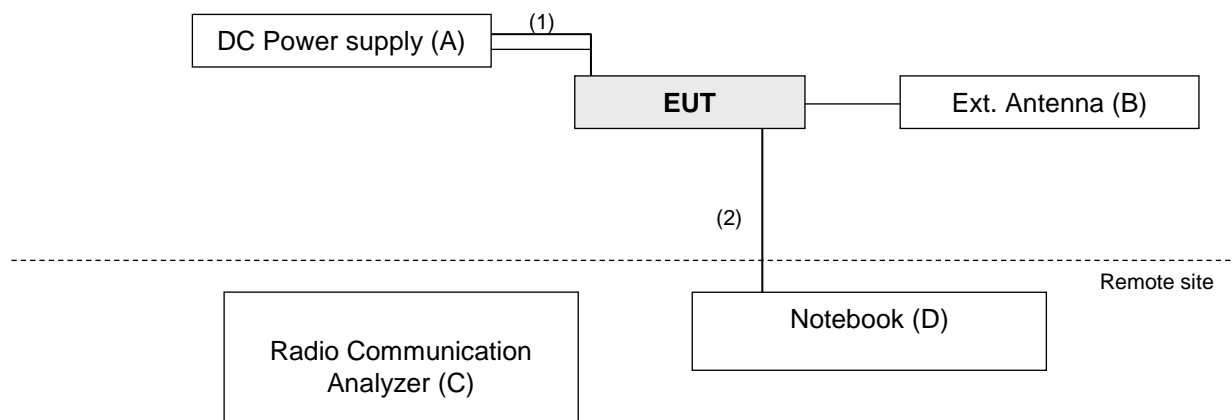 (1)
DC Power supply (A)
EUT
Ext. Antenna (B)
(2)
Remote site
Notebook (D)
Radio Communication
Analyzer (C)